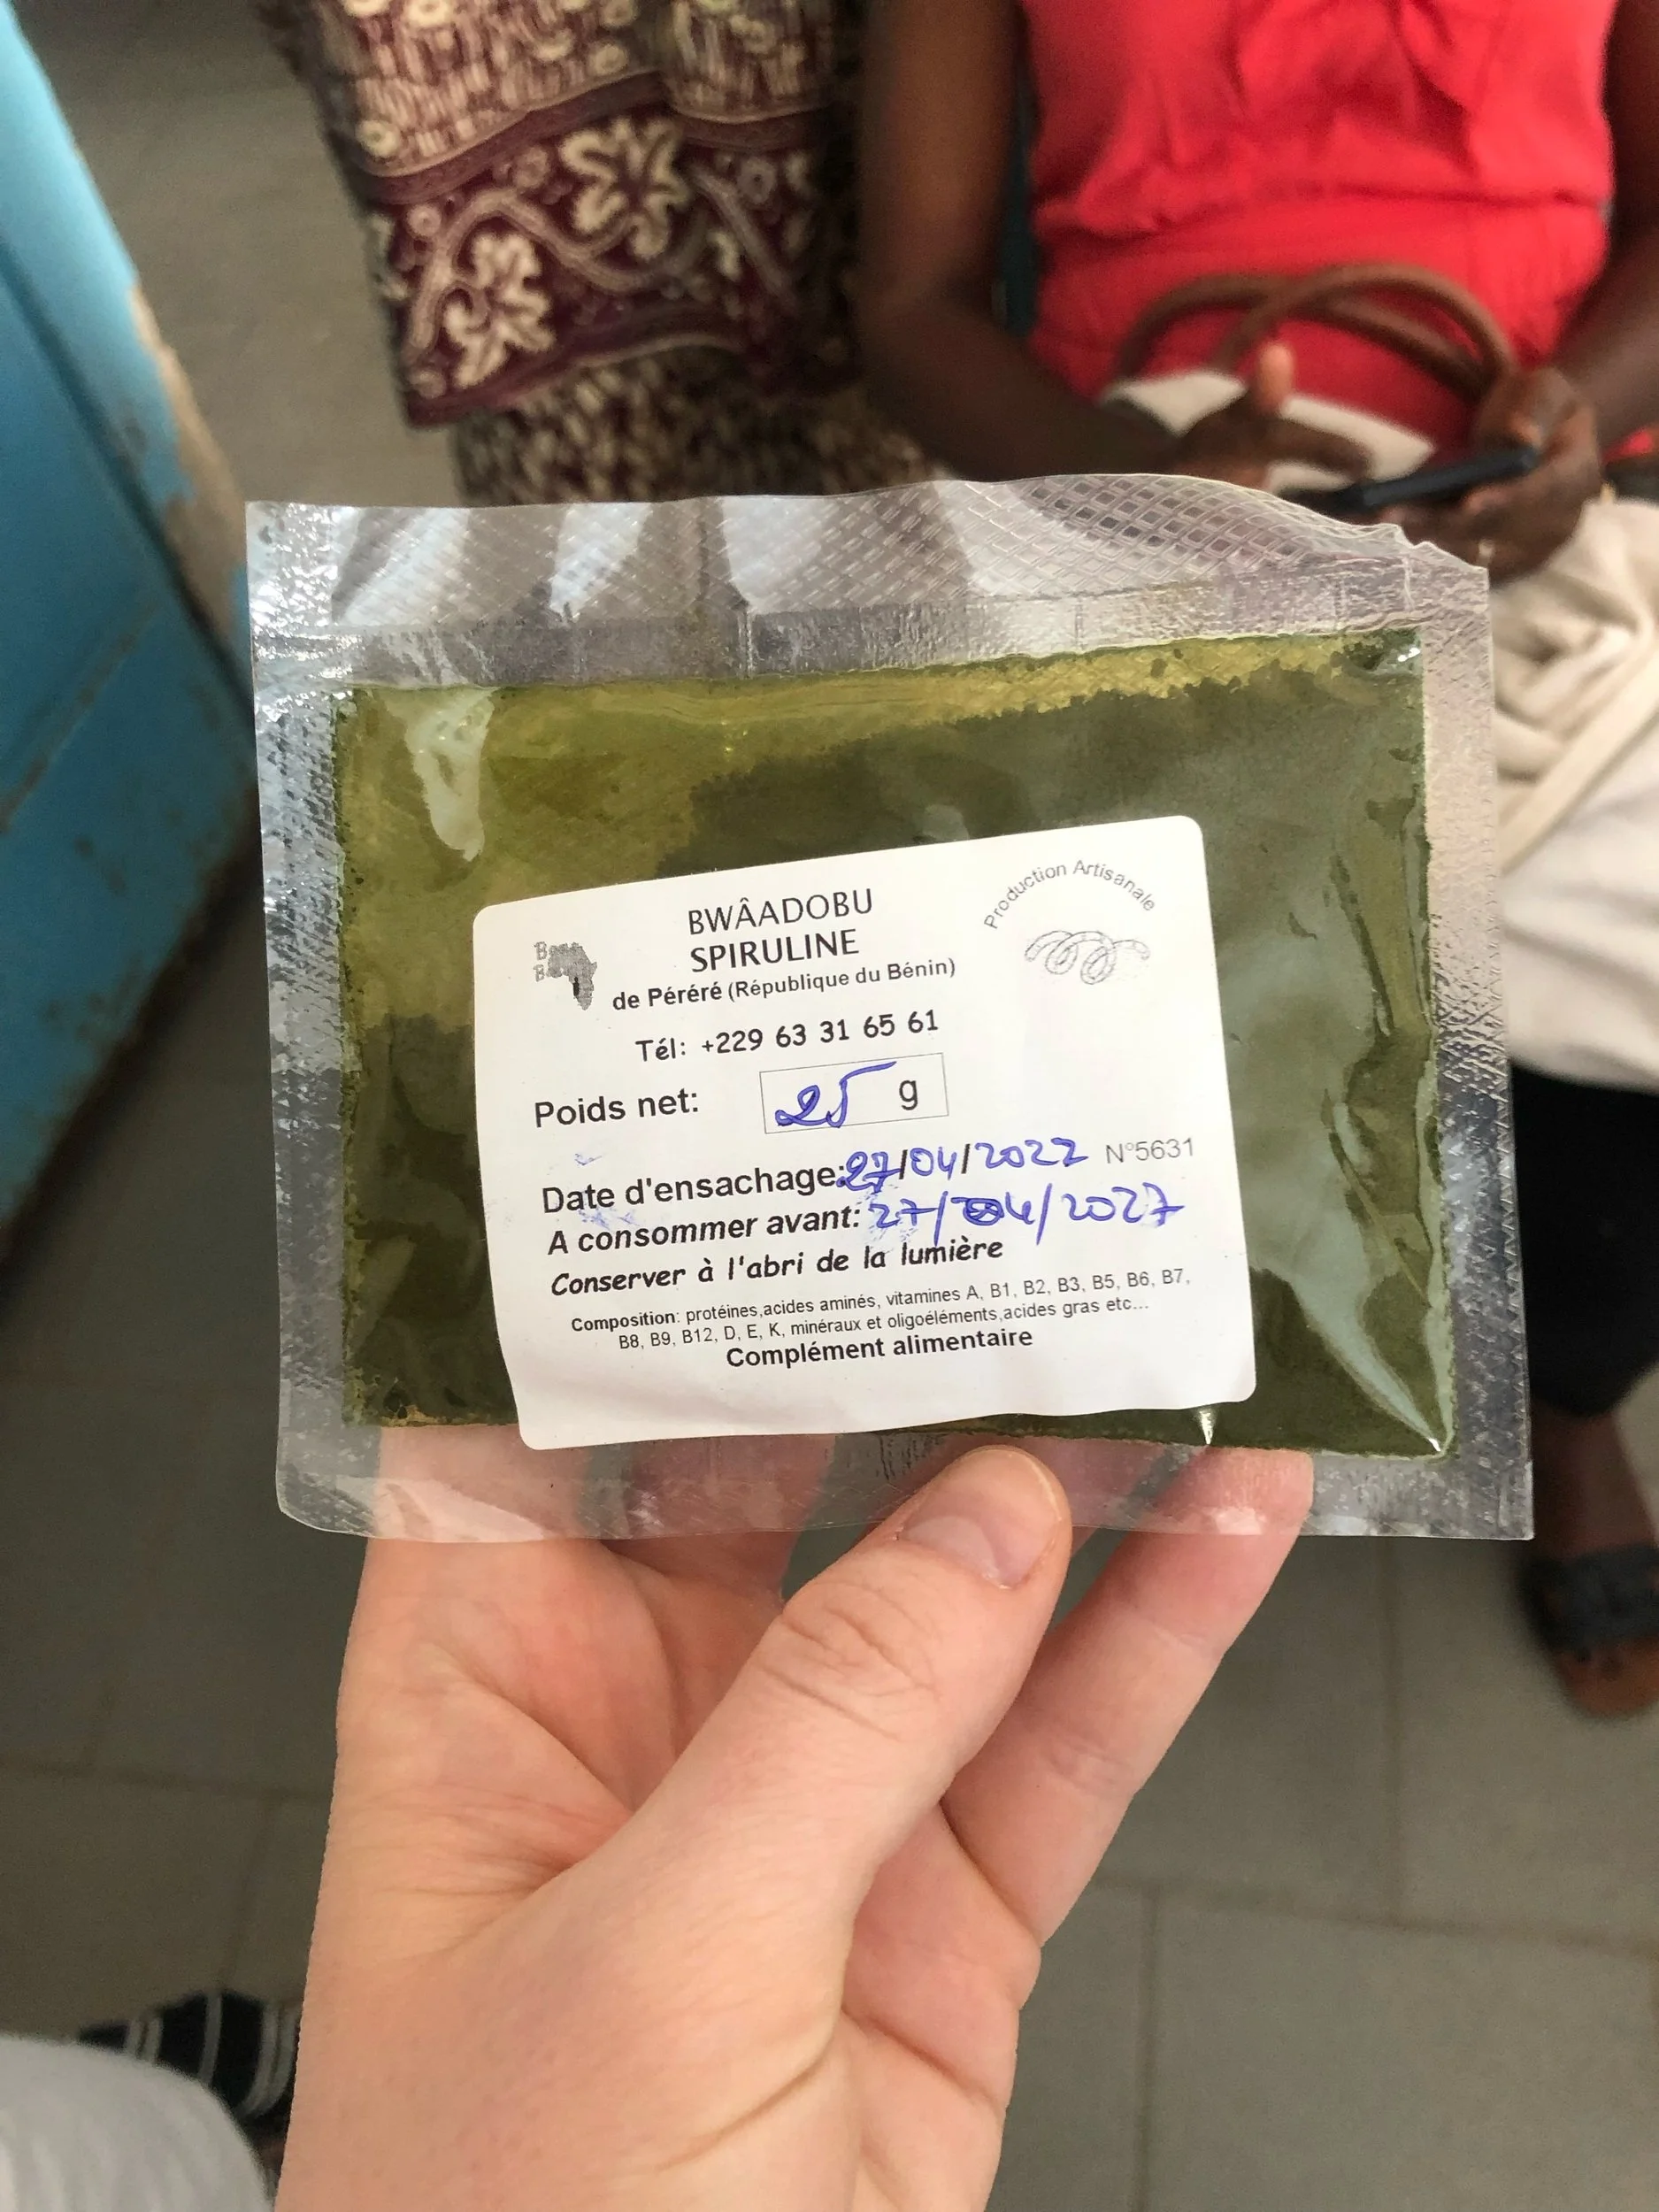 BWÂADOBU
SPIRULINE
de Péréré (République du Bénin)
Production Artisanale
Tél: +229 63 31 65 61
Poids net: 25 g
Date d'ensachage: 27/04/2022 N°5631
A consommer avant: 27/04/2027
Conserver à l'abri de la lumière
Composition: protéines,acides aminés, vitamines A, B1, B2, B3, B5, B6, B7,
B8, B9, B12, D, E, K, minéraux et oligoéléments,acides gras etc...
Complément alimentaire